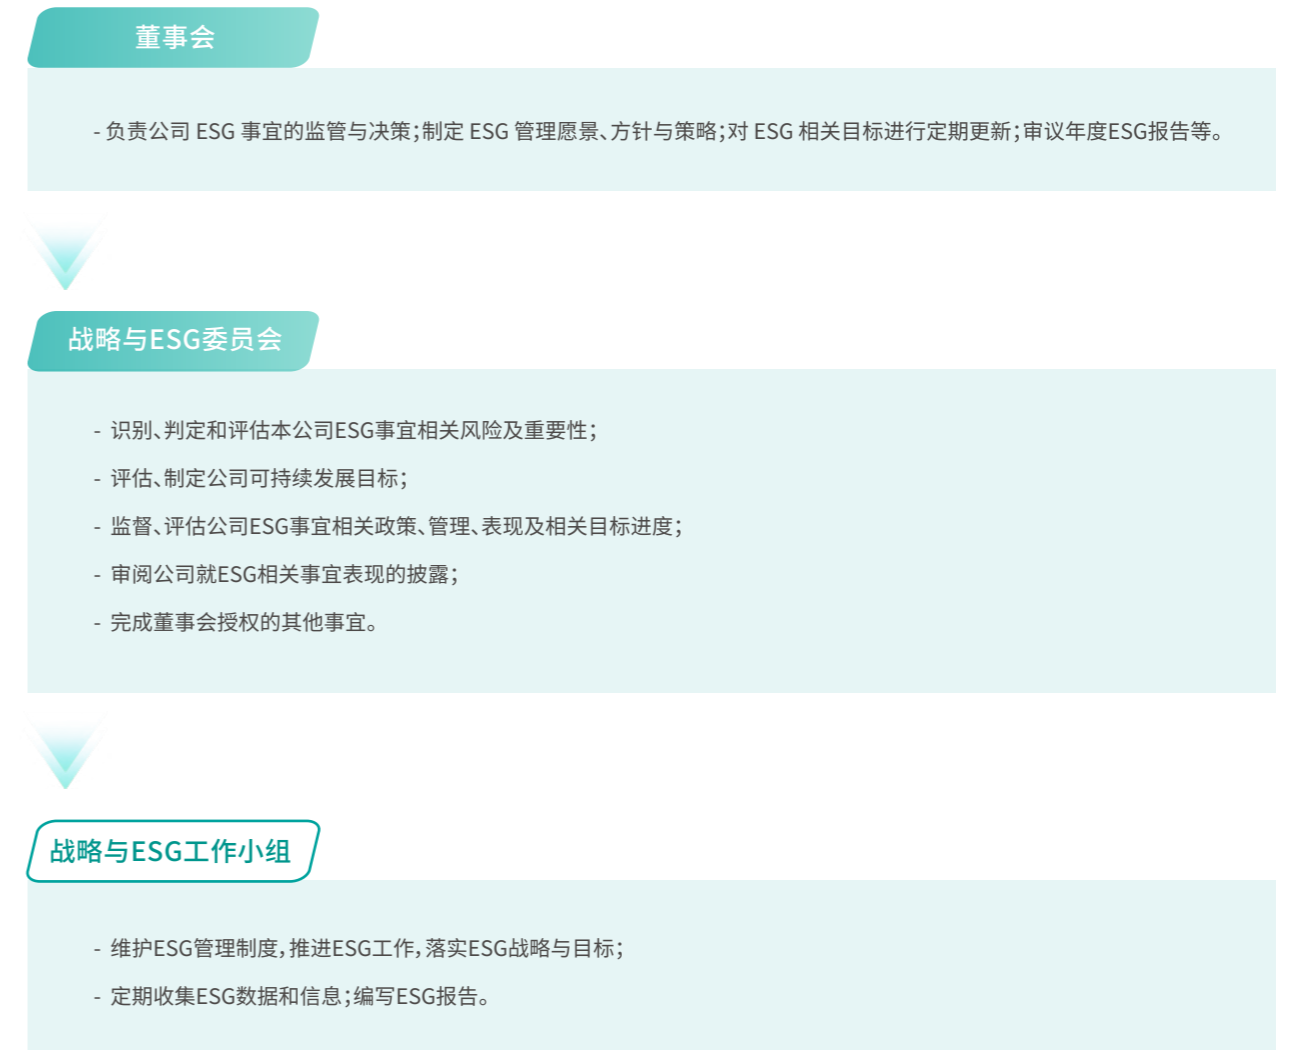 董事会
- 负责公司 ESG 事宜的监管与决策；制定 ESG 管理愿景、方针与策略；对 ESG 相关目标进行定期更新；审议年度ESG报告等。
战略与ESG委员会
- 识别、判定和评估本公司ESG事宜相关风险及重要性；
- 评估、制定公司可持续发展目标；
- 监督、评估公司ESG事宜相关政策、管理、表现及相关目标进度；
- 审阅公司就ESG相关事宜表现的披露；
- 完成董事会授权的其他事宜。
战略与ESG工作小组
- 维护ESG管理制度，推进ESG工作，落实ESG战略与目标；
- 定期收集ESG数据和信息；编写ESG报告。